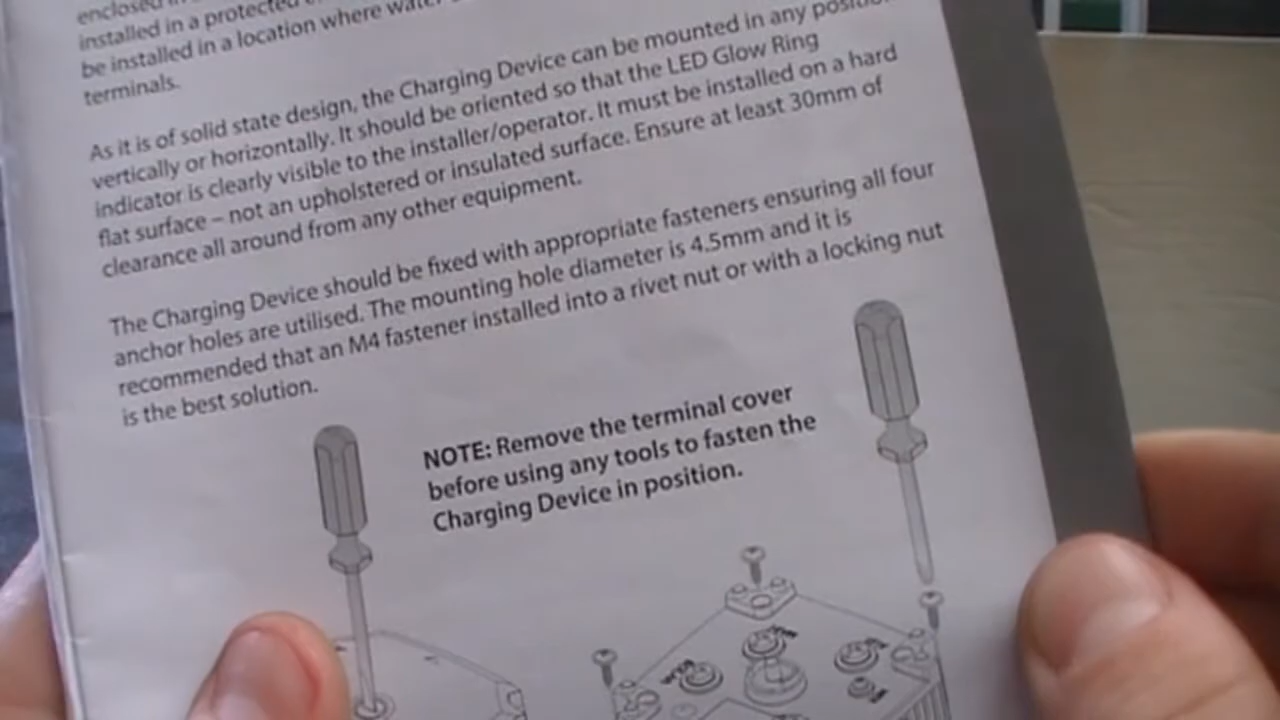 enclosed in
installed in a protected
be installed in a location where water
terminals.
As it is of solid state design, the Charging Device can be mounted in any position
vertically or horizontally. It should be oriented so that the LED Glow Ring
indicator is clearly visible to the installer/operator. It must be installed on a hard
flat surface – not an upholstered or insulated surface. Ensure at least 30mm of
clearance all around from any other equipment.
The Charging Device should be fixed with appropriate fasteners ensuring all four
anchor holes are utilised. The mounting hole diameter is 4.5mm and it is
recommended that an M4 fastener installed into a rivet nut or with a locking nut
is the best solution.
NOTE: Remove the terminal cover
before using any tools to fasten the
Charging Device in position.